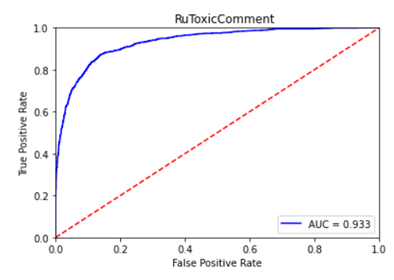 RuToxicComment
1.0
0.8
0.6
0.4
0.2
0.0
True Positive Rate
AUC = 0.933
0.0 0.2 0.4 0.6 0.8 1.0
False Positive Rate